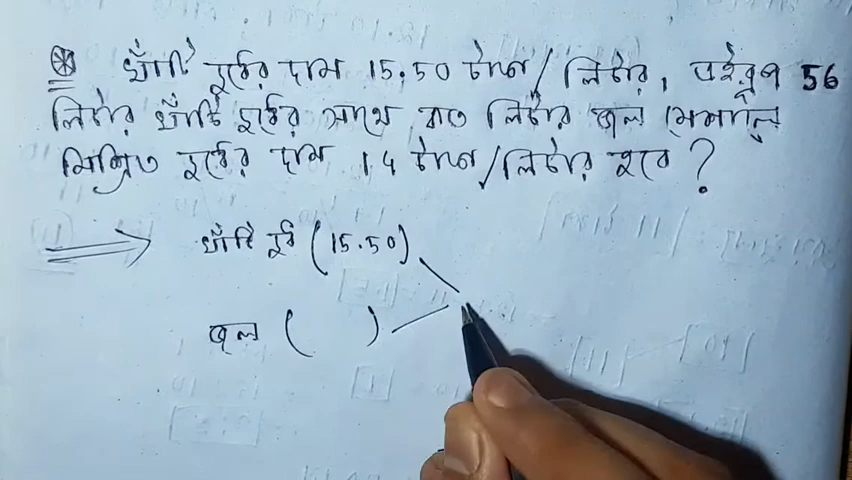 খাঁটি দুধের দাম 15.50 টাকা/লিটার, এইরূপ 56
লিটার খাঁটি দুধের সাথে কত লিটার জল মেশালে
মিশ্রিত দুধের দাম 14 টাকা/লিটার হবে?
খাঁটি দুধ (15.50)
জল ( )